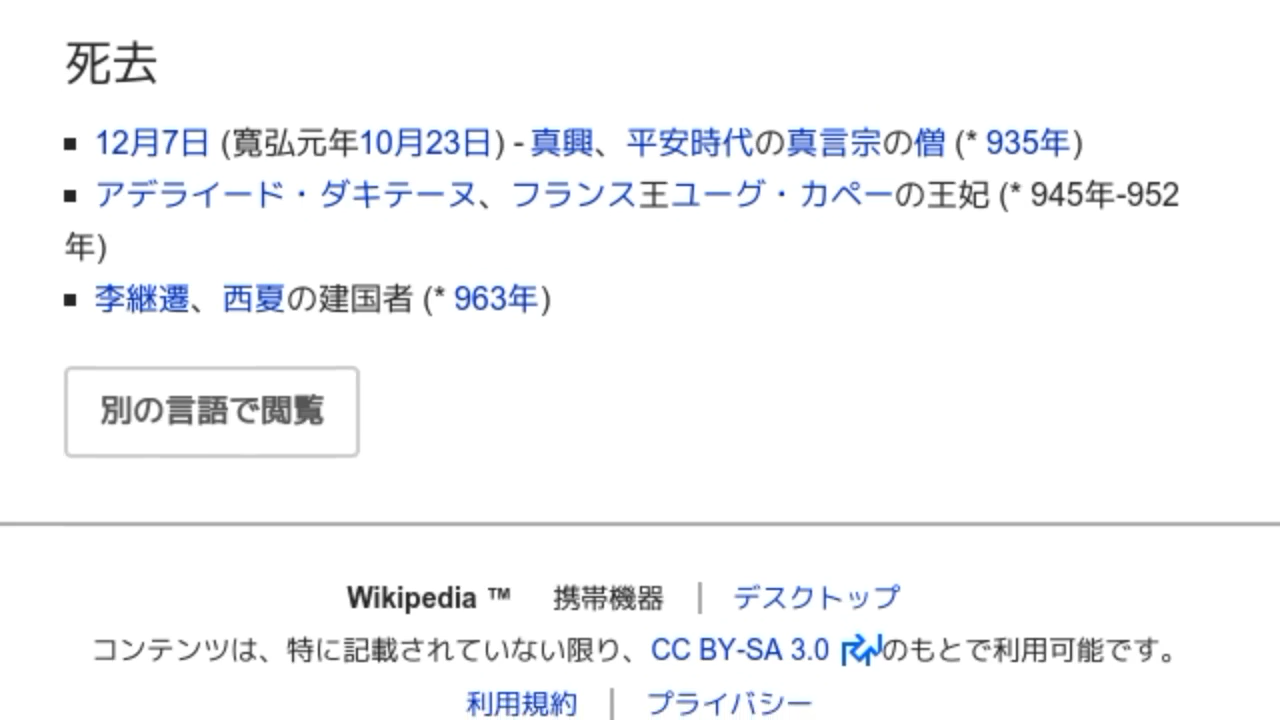 死去
12月7日 (寛弘元年10月23日) - 真興、平安時代の真言宗の僧 (* 935年)
アデライード・ダキテーヌ、フランス王ユーグ・カペーの王妃 (* 945年-952
年)
李継遷、西夏の建国者 (* 963年)
別の言語で閲覧
Wikipedia ™ 携帯機器 | デスクトップ
コンテンツは、特に記載されていない限り、CC BY-SA 3.0 のもとで利用可能です。
利用規約 | プライバシー